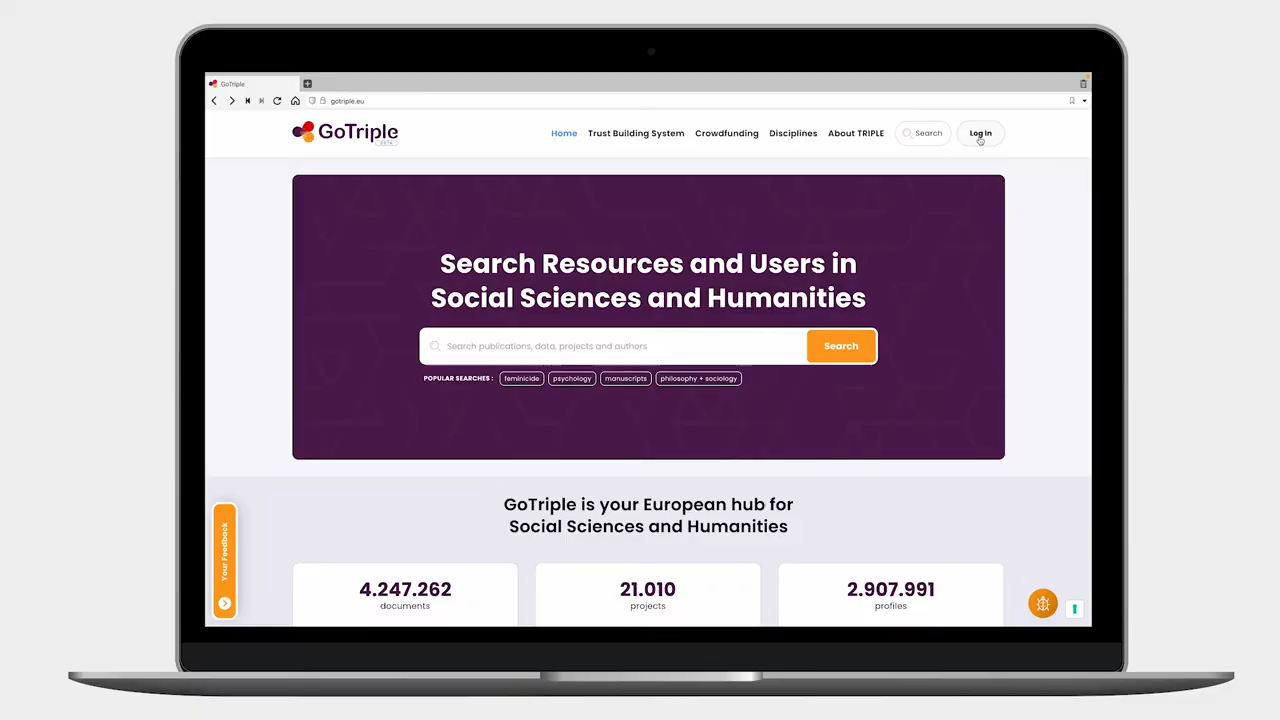 GoTriple
gotriple.eu
GoTriple
BETA
Home
Trust Building System
Crowdfunding
Disciplines
About TRIPLE
Search
Log In
Search Resources and Users in
Social Sciences and Humanities
Search publications, data, projects and authors
Search
POPULAR SEARCHES :
feminicide
psychology
manuscripts
philosophy + sociology
GoTriple is your European hub for
Social Sciences and Humanities
4.247.262
documents
21.010
projects
2.907.991
profiles
Your Feedback